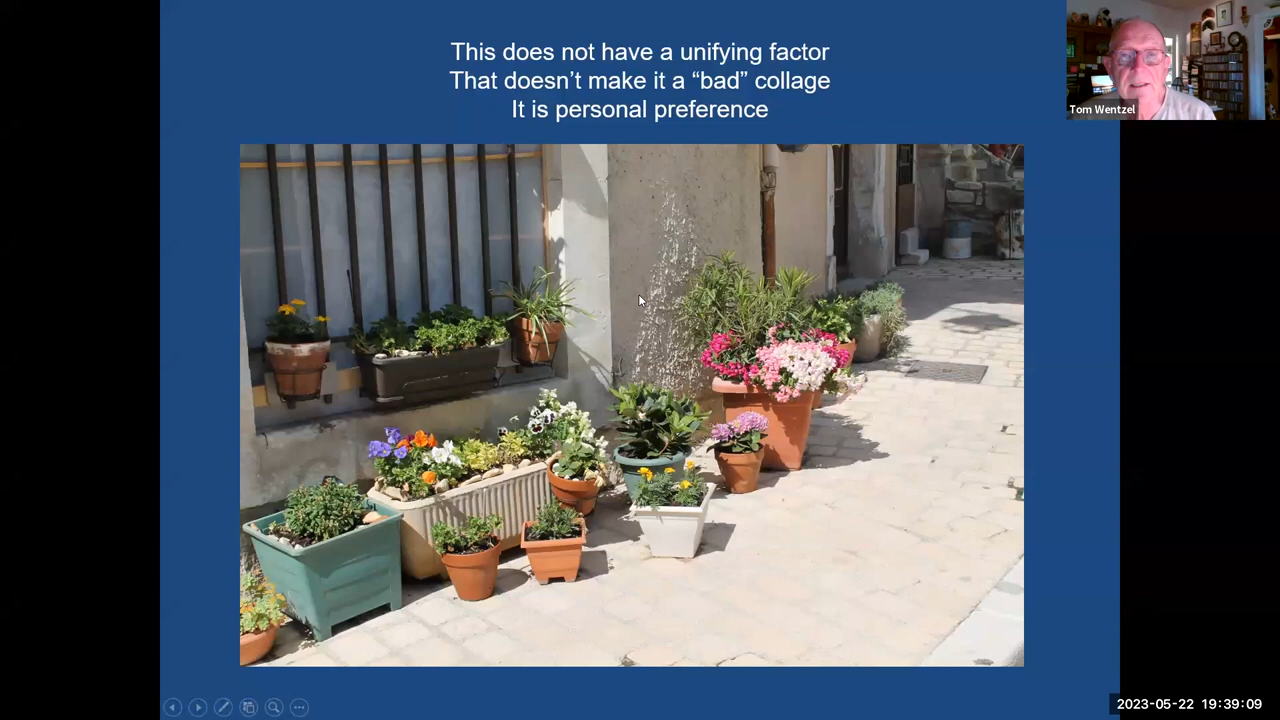 This does not have a unifying factor
That doesn’t make it a “bad” collage
It is personal preference
Tom Wentzel
2023-05-22 19:39:09